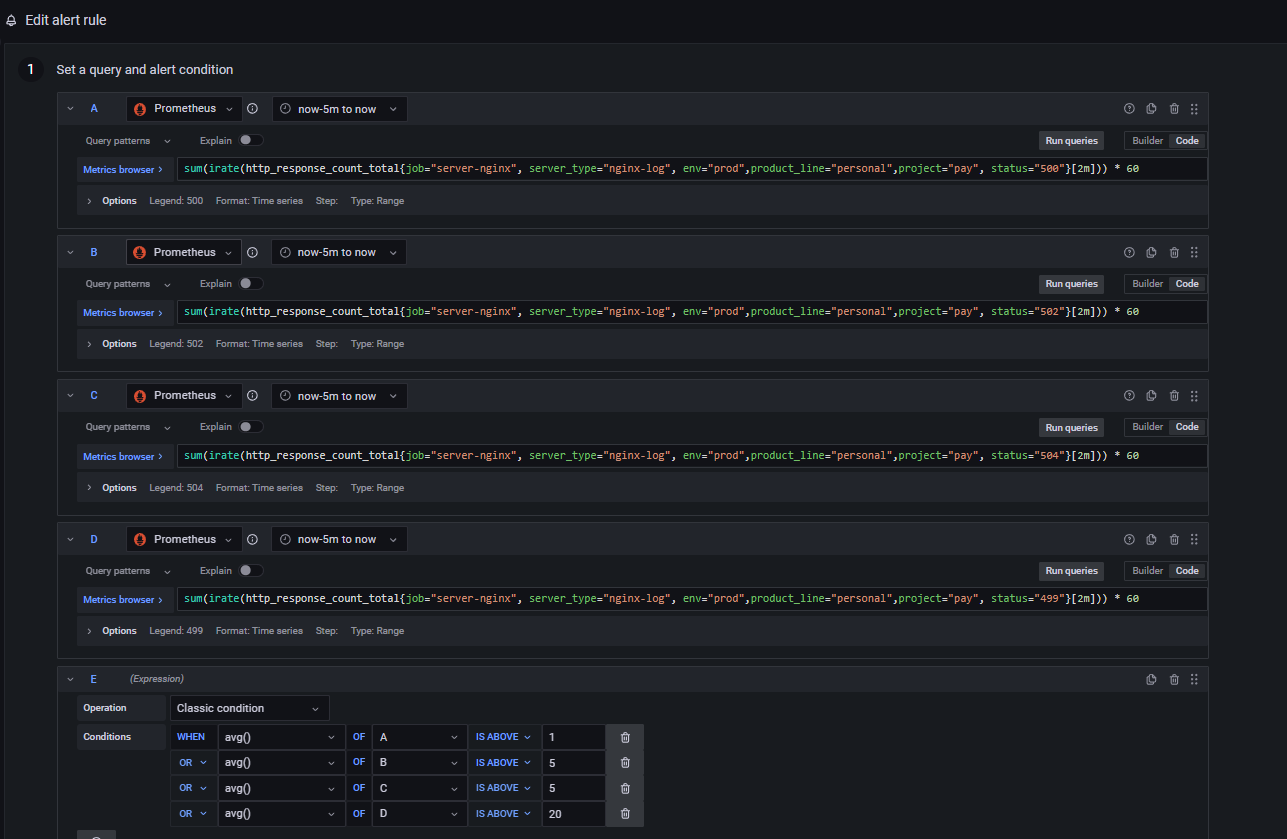 Edit alert rule
1 Set a query and alert condition
A Prometheus now-5m to now
Query patterns Explain Run queries Builder Code
Metrics browser > sum(irate(http_response_count_total{job="server-nginx", server_type="nginx-log", env="prod",product_line="personal",project="pay", status="500"}[2m])) * 60
> Options Legend: 500 Format: Time series Step: Type: Range
B Prometheus now-5m to now
Query patterns Explain Run queries Builder Code
Metrics browser > sum(irate(http_response_count_total{job="server-nginx", server_type="nginx-log", env="prod",product_line="personal",project="pay", status="502"}[2m])) * 60
> Options Legend: 502 Format: Time series Step: Type: Range
C Prometheus now-5m to now
Query patterns Explain Run queries Builder Code
Metrics browser > sum(irate(http_response_count_total{job="server-nginx", server_type="nginx-log", env="prod",product_line="personal",project="pay", status="504"}[2m])) * 60
> Options Legend: 504 Format: Time series Step: Type: Range
D Prometheus now-5m to now
Query patterns Explain Run queries Builder Code
Metrics browser > sum(irate(http_response_count_total{job="server-nginx", server_type="nginx-log", env="prod",product_line="personal",project="pay", status="499"}[2m])) * 60
> Options Legend: 499 Format: Time series Step: Type: Range
E (Expression)
Operation Classic condition
Conditions WHEN avg() OF A IS ABOVE 1
OR avg() OF B IS ABOVE 5
OR avg() OF C IS ABOVE 5
OR avg() OF D IS ABOVE 20